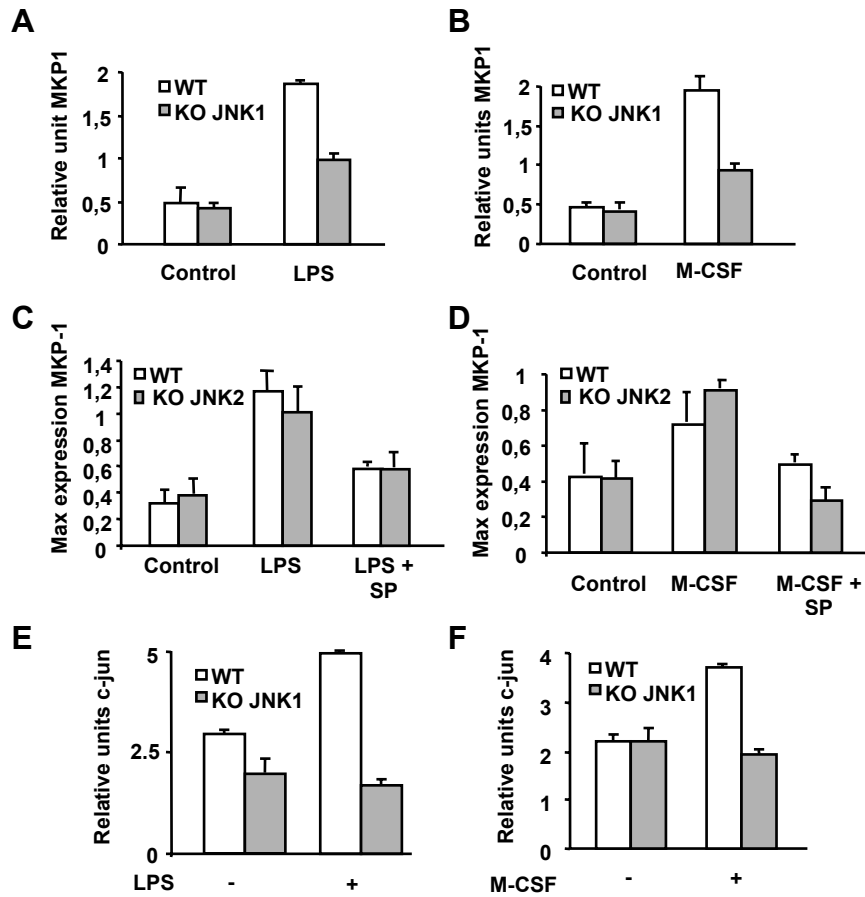 A
Relative unit MKP1
2
1,5
1
0,5
0
WT
KO JNK1
Control
LPS
B
Relative units MKP1
2
1,5
1
0,5
0
WT
KO JNK1
Control
M-CSF
C
Max expression MKP-1
1,4
1,2
1
0,8
0,6
0,4
0,2
0
WT
KO JNK2
Control
LPS
LPS +
SP
D
Max expression MKP-1
1
0,8
0,6
0,4
0,2
0
WT
KO JNK2
Control
M-CSF
M-CSF +
SP
E
Relative units c-jun
5
2.5
0
WT
KO JNK1
LPS - +
F
Relative units c-jun
4
3
2
1
0
WT
KO JNK1
M-CSF - +